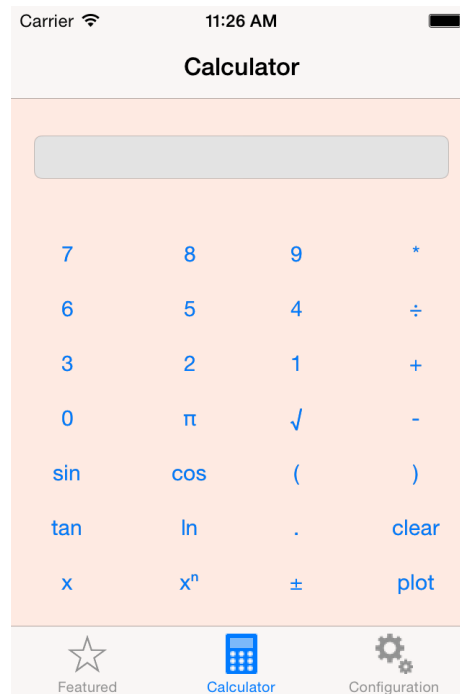 Carrier 11:26 AM
Calculator
7 8 9 *
6 5 4 ÷
3 2 1 +
0 π √ -
sin cos ( )
tan ln . clear
x xⁿ ± plot
Featured Calculator Configuration